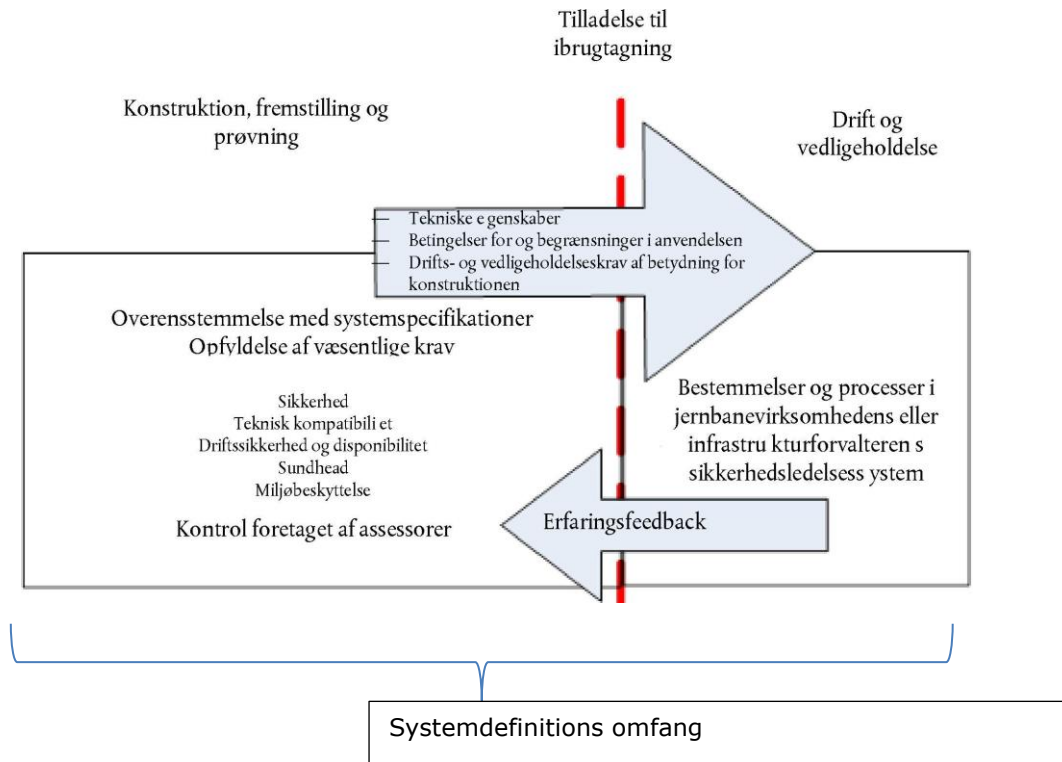 Tilladelse til
ibrugtagning
Konstruktion, fremstilling og
prøvning
Drift og
vedligeholdelse
Tekniske e genskaber
Betingelser for og begrænsninger i anvendelsen
Drifts- og vedligeholdelseskrav af betydning for
konstruktionen
Overensstemmelse med systemspecifikationer
Opfyldelse af væsentlige krav
Sikkerhed
Teknisk kompatibili et
Driftssikkerhed og disponibilitet
Sundhead
Miljøbeskyttelse
Kontrol foretaget af assessorer
Bestemmelser og processer i
jernbanevirksomhedens eller
infrastru kturforvalteren s
sikkerhedsledelsess ystem
Erfaringsfeedback
Systemdefinitions omfang